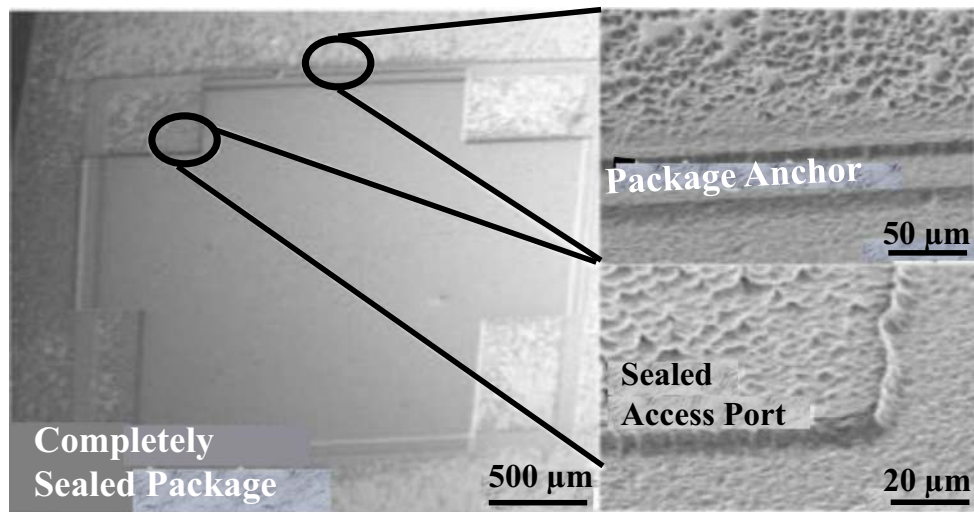 Completely
Sealed Package
500 µm
Package Anchor
50 µm
Sealed
Access Port
20 µm